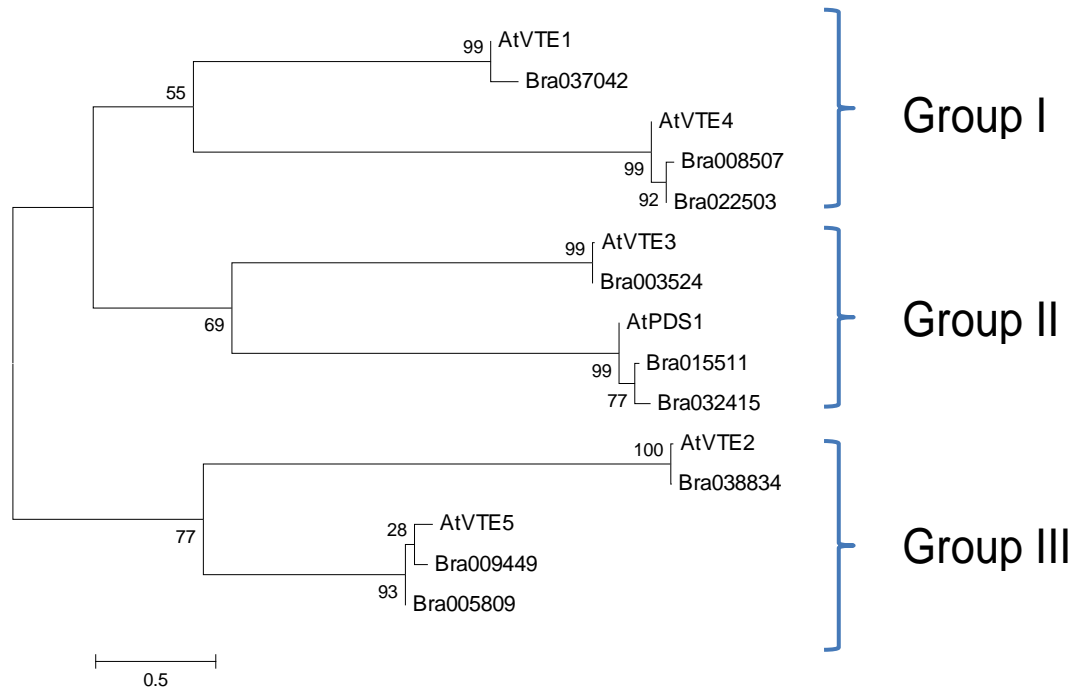 AtVTE1
99
Bra037042
55
Group I
AtVTE4
Bra008507
99
92
Bra022503
AtVTE3
99
Bra003524
69
Group II
AtPDS1
Bra015511
99
77
Bra032415
AtVTE2
100
Bra038834
77
Group III
AtVTE5
28
Bra009449
93
Bra005809
0.5